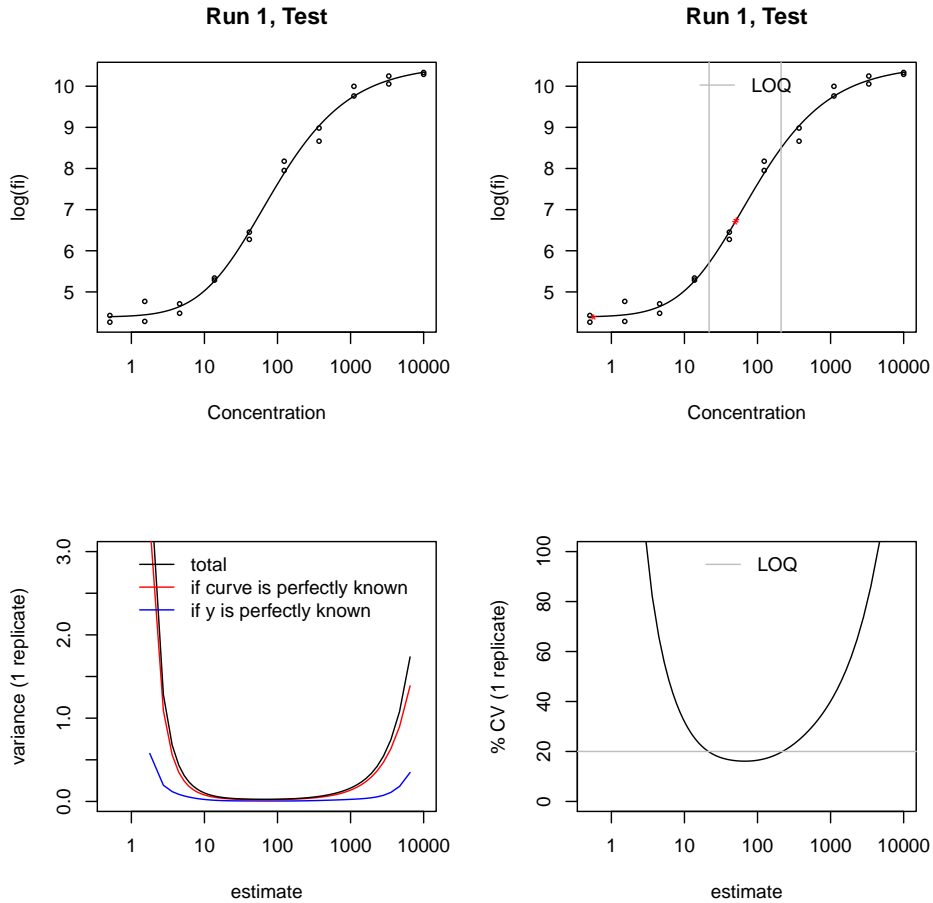 Run 1, Test
log(fi)
10
9
8
7
6
5
1
10
100
1000
10000
Concentration
Run 1, Test
LOQ
log(fi)
10
9
8
7
6
5
1
10
100
1000
10000
Concentration
total
if curve is perfectly known
if y is perfectly known
variance (1 replicate)
3.0
2.0
1.0
0.0
1
10
100
1000
10000
estimate
LOQ
% CV (1 replicate)
100
80
60
40
20
0
1
10
100
1000
10000
estimate